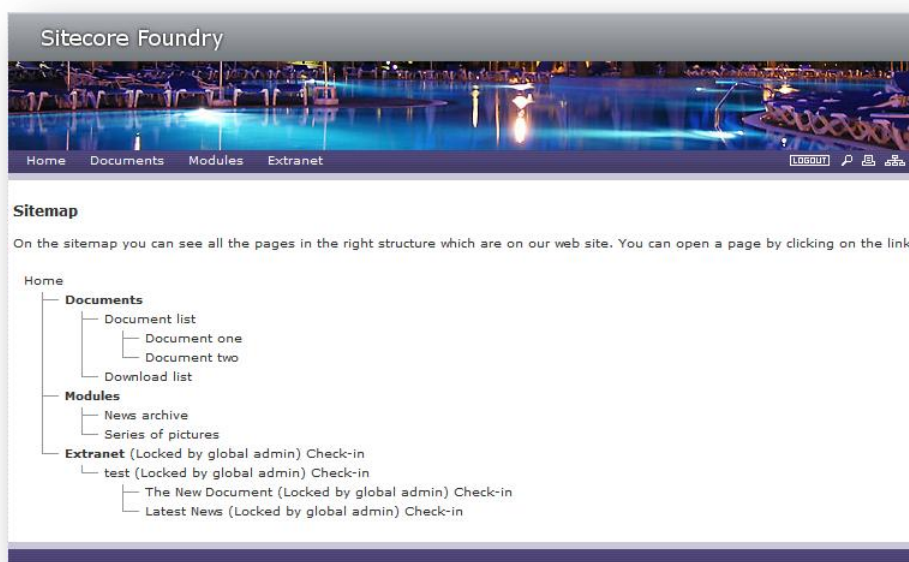 Sitecore Foundry
Home Documents Modules Extranet LOGOUT
Sitemap
On the sitemap you can see all the pages in the right structure which are on our web site. You can open a page by clicking on the link
Home
Documents
Document list
Document one
Document two
Download list
Modules
News archive
Series of pictures
Extranet (Locked by global admin) Check-in
test (Locked by global admin) Check-in
The New Document (Locked by global admin) Check-in
Latest News (Locked by global admin) Check-in